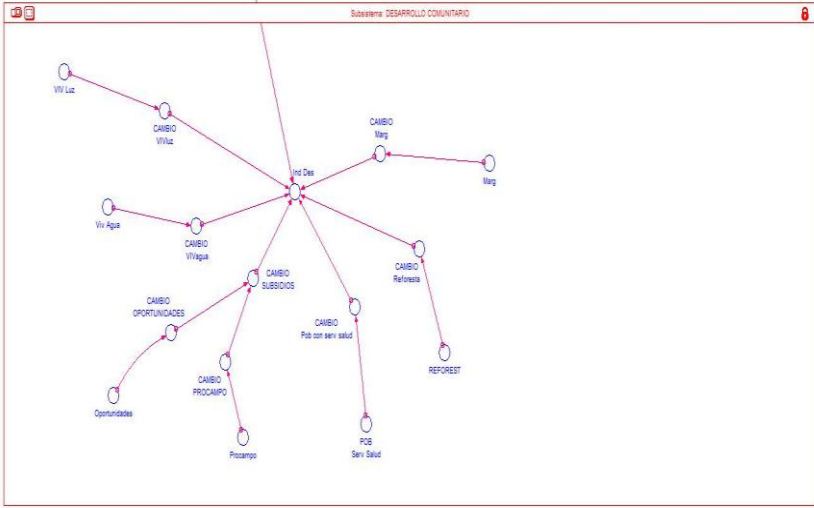 Subsistema: DESARROLLO COMUNITARIO
VIV Luz
CAMBIO
VIVluz
CAMBIO
Marg
Ind Des
Marg
Viv Agua
CAMBIO
VIVagua
CAMBIO
Reforesta
CAMBIO
SUBSIDIOS
CAMBIO
OPORTUNIDADES
CAMBIO
Pob con serv salud
CAMBIO
PROCAMPO
REFOREST
Oportunidades
POB
Serv Salud
Procampo